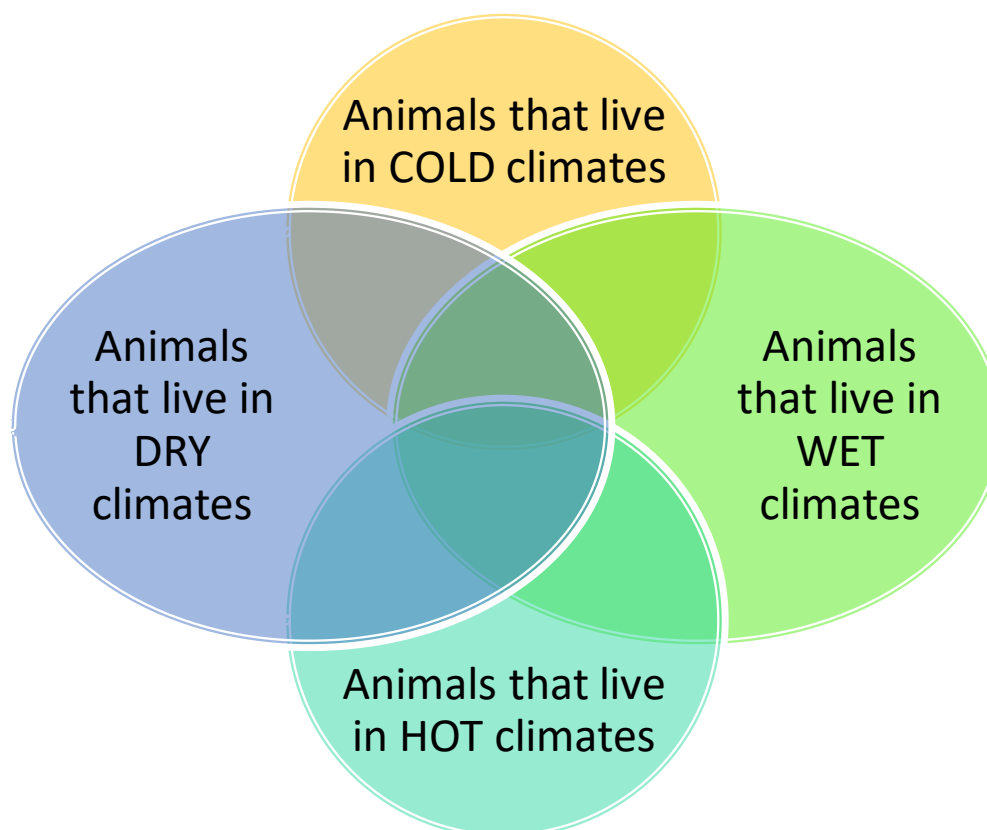 Animals that live
in COLD climates
Animals
that live in
DRY
climates
Animals
that live in
WET
climates
Animals that live
in HOT climates